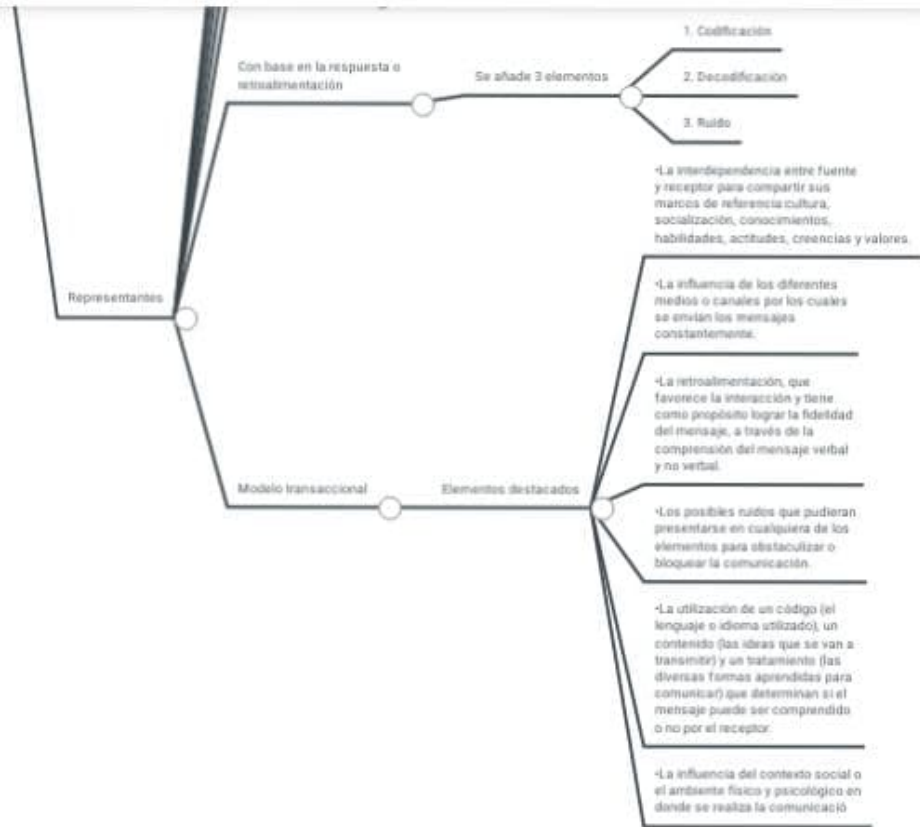 1. Codificación
Con base en la respuesta o
retroalimentación
Se añade 3 elementos
2. Decodificación
3. Ruido
•La interdependencia entre fuente
y receptor para compartir sus
marcos de referencia:cultura,
socialización, conocimientos,
habilidades, actitudes, creencias y valores.
Representantes
•La influencia de los diferentes
medios o canales por los cuales
se envían los mensajes
constantemente.
•La retroalimentación, que
favorece la interacción y tiene
como propósito lograr la fidelidad
del mensaje, a través de la
comprensión del mensaje verbal
y no verbal.
Modelo transaccional
Elementos destacados
•Los posibles ruidos que pudieran
presentarse en cualquiera de los
elementos para obstaculizar o
bloquear la comunicación.
•La utilización de un código (el
lenguaje o idioma utilizado), un
contenido (las ideas que se van a
transmitir) y un tratamiento (las
diversas formas aprendidas para
comunicar) que determinan si el
mensaje puede ser comprendido
o no por el receptor.
•La influencia del contexto social o
el ambiente físico y psicológico en
donde se realiza la comunicació